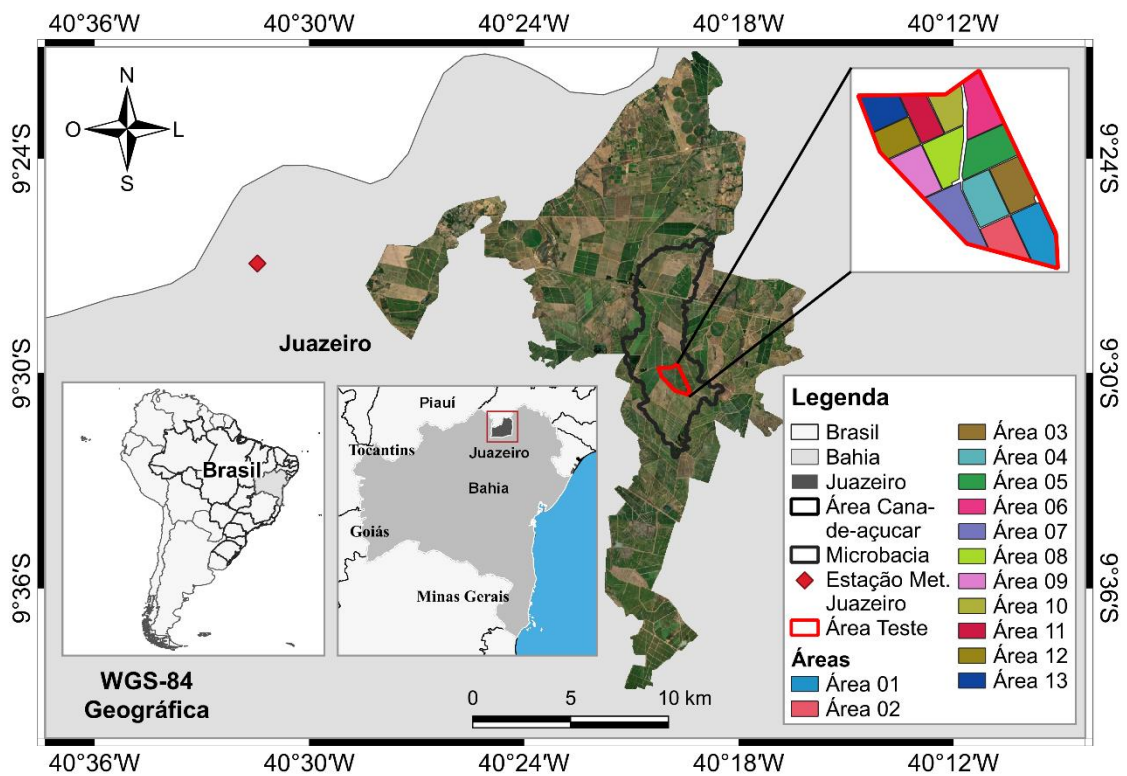 40°36′W 40°30′W 40°24′W 40°18′W 40°12′W
N
O L
S
9°24′S 9°24′S
Juazeiro
9°30′S 9°30′S
Brasil
Piauí
Tocantins
Juazeiro
Bahia
Goiás
Minas Gerais
Legenda
Brasil
Bahia
Juazeiro
Área Cana-
de-açucar
Microbacia
Estação Met.
Juazeiro
Área Teste
Áreas
Área 01
Área 02
Área 03
Área 04
Área 05
Área 06
Área 07
Área 08
Área 09
Área 10
Área 11
Área 12
Área 13
9°36′S 9°36′S
WGS-84
Geográfica
0 5 10 km
40°36′W 40°30′W 40°24′W 40°18′W 40°12′W